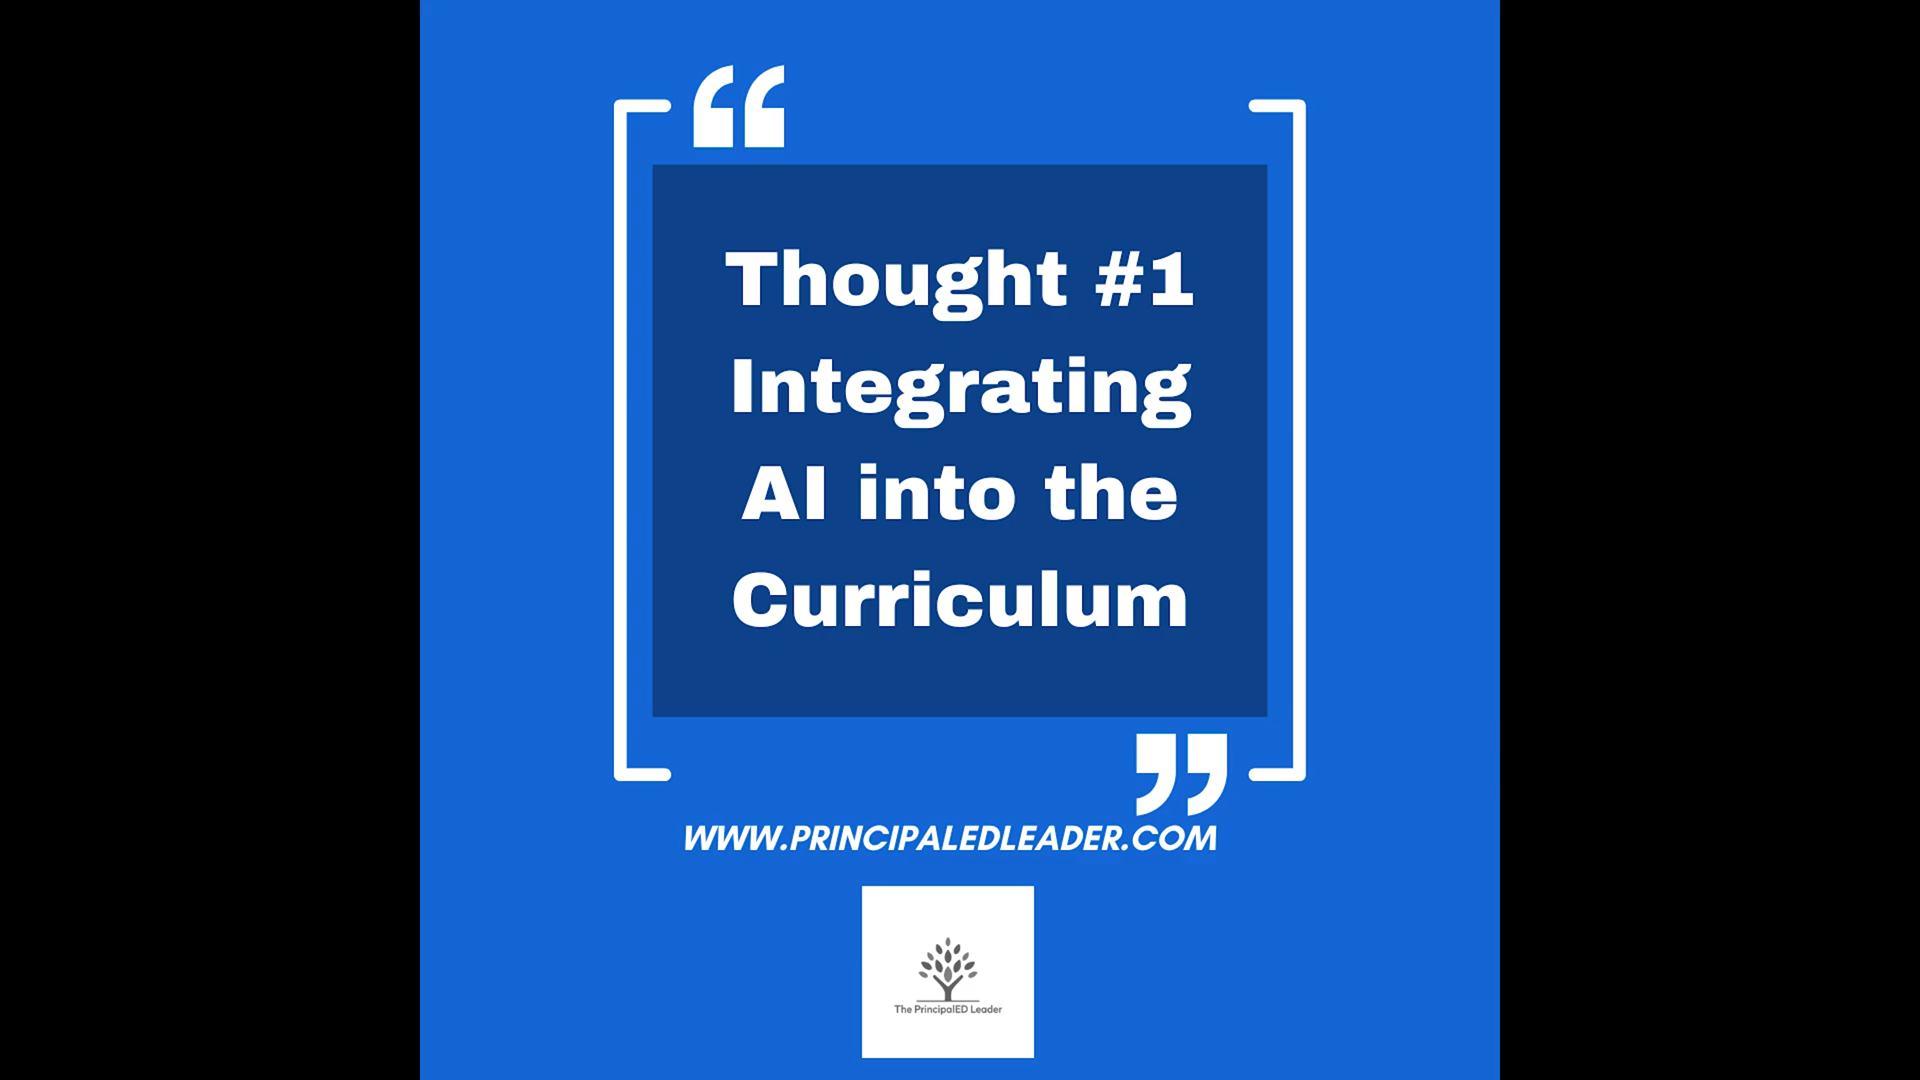 “
Thought #1
Integrating
AI into the
Curriculum
”
WWW.PRINCIPALEDLEADER.COM
The PrincipalED Leader